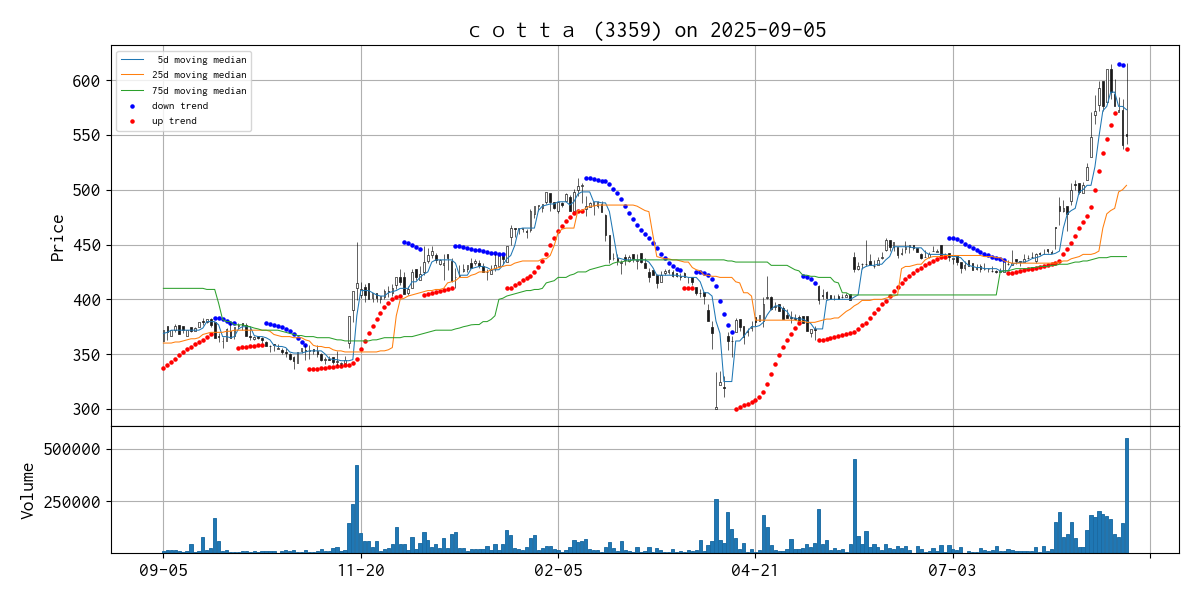 ｃｏｔｔａ (3359) on 2025-09-05
5d moving median
25d moving median
75d moving median
down trend
up trend
Price
600
550
500
450
400
350
300
Volume
500000
250000
09-05
11-20
02-05
04-21
07-03